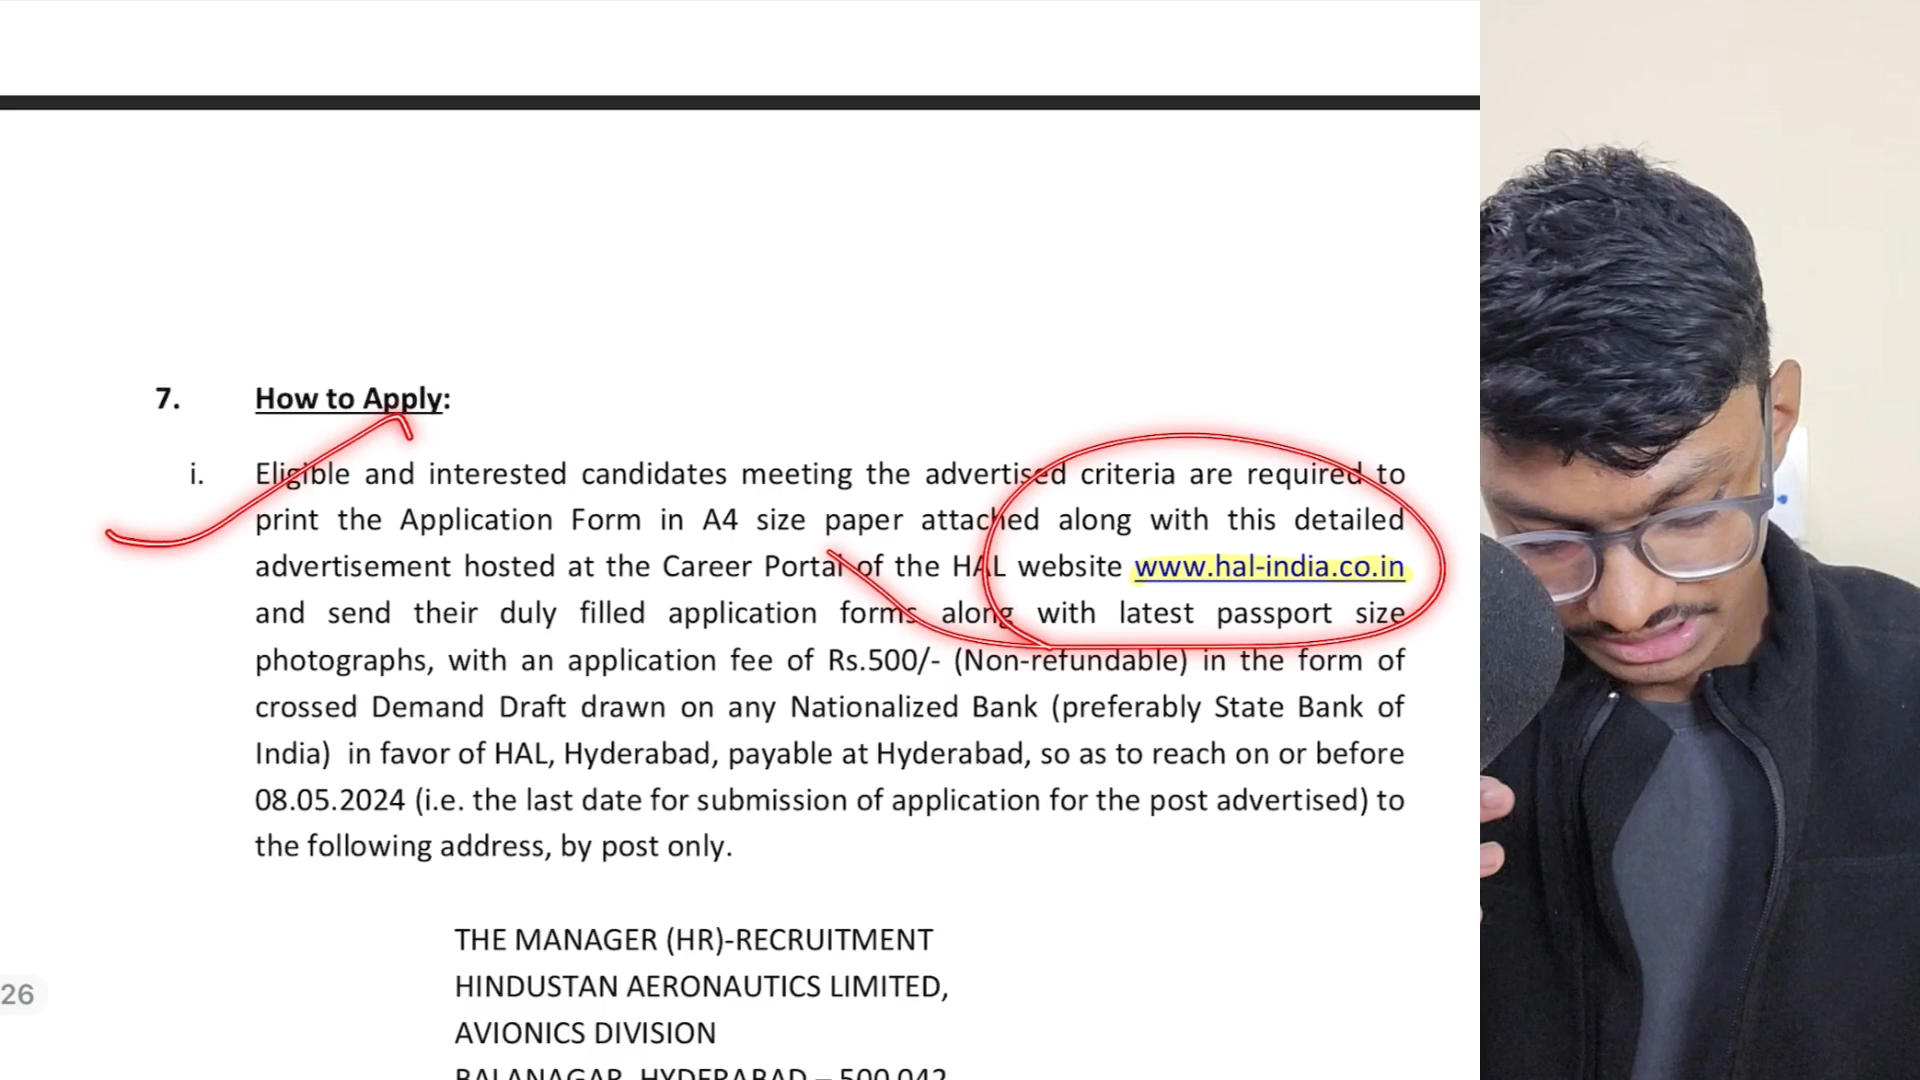 7. How to Apply:
i. Eligible and interested candidates meeting the advertised criteria are required to
print the Application Form in A4 size paper attached along with this detailed
advertisement hosted at the Career Portal of the HAL website www.hal-india.co.in
and send their duly filled application forms along with latest passport size
photographs, with an application fee of Rs.500/- (Non-refundable) in the form of
crossed Demand Draft drawn on any Nationalized Bank (preferably State Bank of
India) in favor of HAL, Hyderabad, payable at Hyderabad, so as to reach on or before
08.05.2024 (i.e. the last date for submission of application for the post advertised) to
the following address, by post only.
THE MANAGER (HR)-RECRUITMENT
HINDUSTAN AERONAUTICS LIMITED,
26
AVIONICS DIVISION
BALANAGAR, HYDERABAD – 500 042